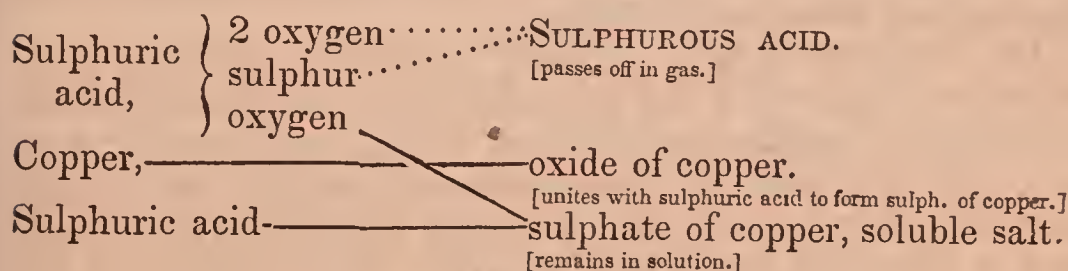 2 oxygen SULPHUROUS ACID.
Sulphuric sulphur [passes off in gas.]
acid,
oxygen
Copper, oxide of copper.
[unites with sulphuric acid to form sulph. of copper.]
Sulphuric acid- sulphate of copper, soluble salt.
[remains in solution.]